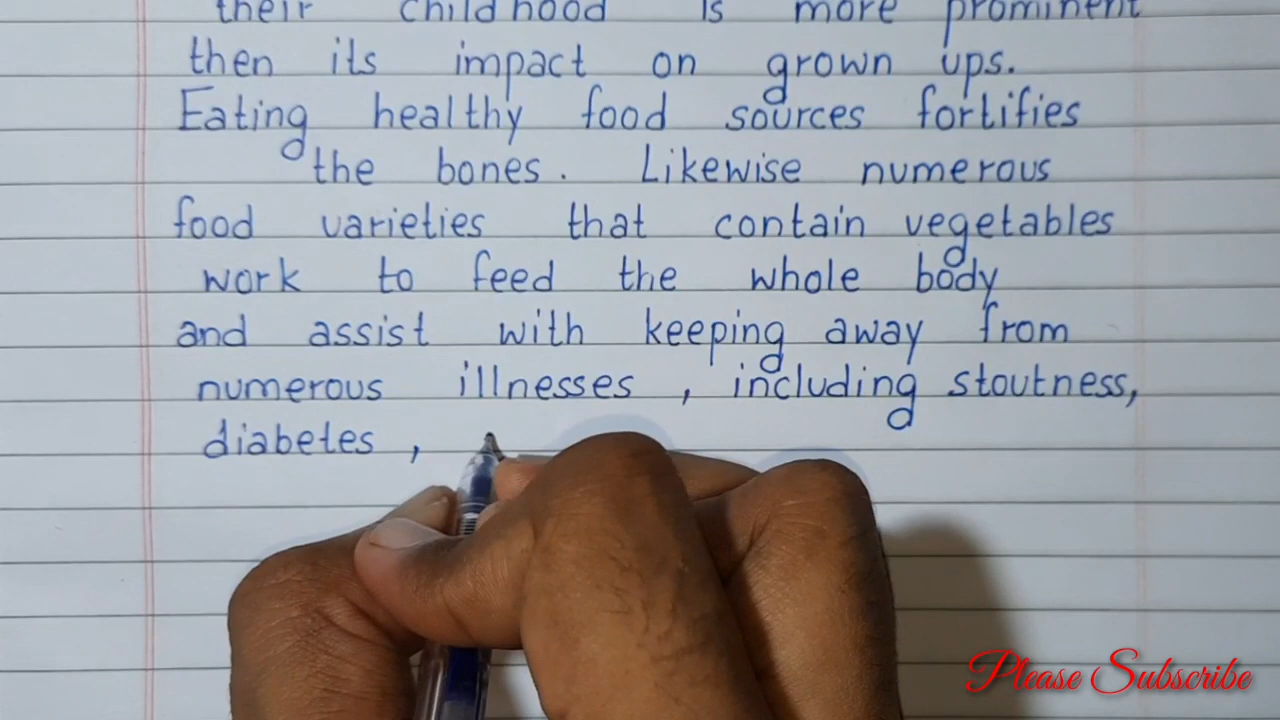 their childhood is more prominent
then its impact on grown ups.
Eating healthy food sources fortifies
the bones. Likewise numerous
food varieties that contain vegetables
work to feed the whole body
and assist with keeping away from
numerous illnesses , including stoutness,
diabetes ,
Please Subscribe